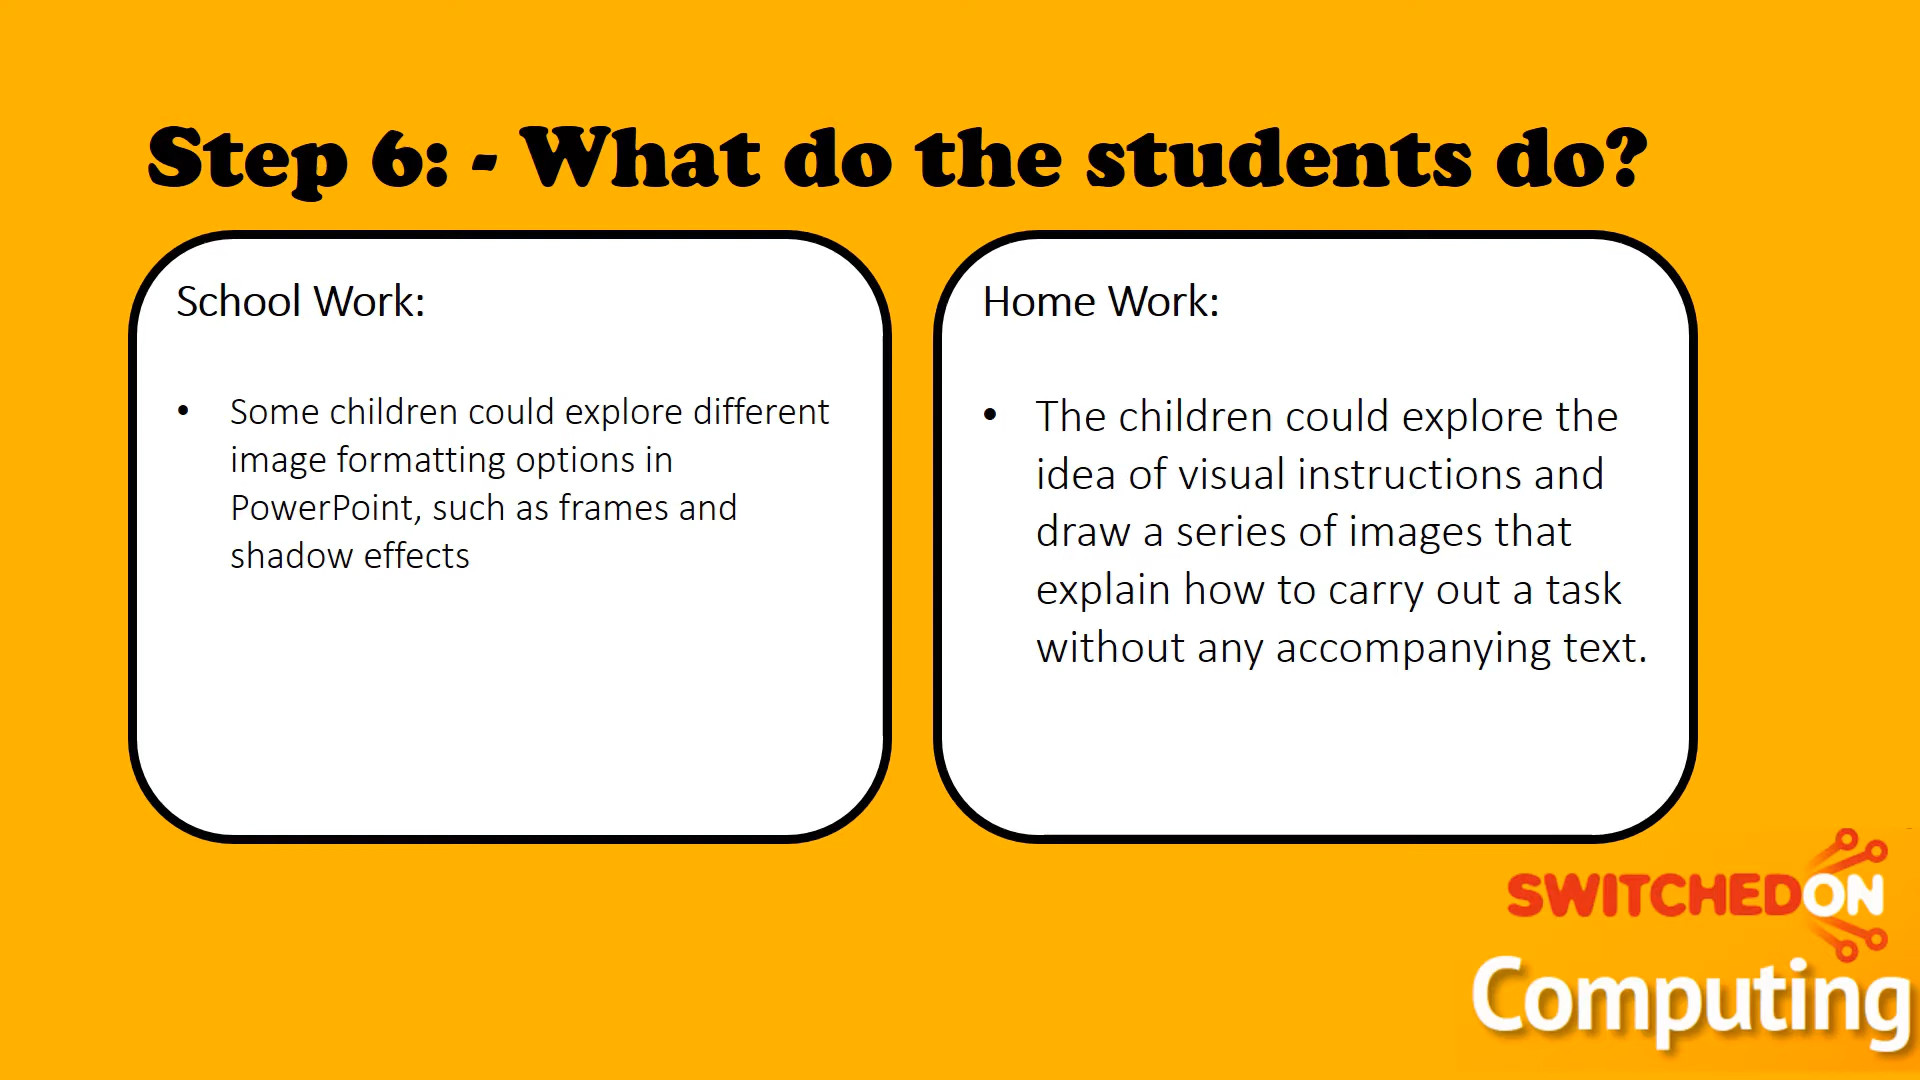 Step 6: - What do the students do?
School Work:
• Some children could explore different
image formatting options in
PowerPoint, such as frames and
shadow effects
Home Work:
• The children could explore the
idea of visual instructions and
draw a series of images that
explain how to carry out a task
without any accompanying text.
SWITCHEDON
Computing